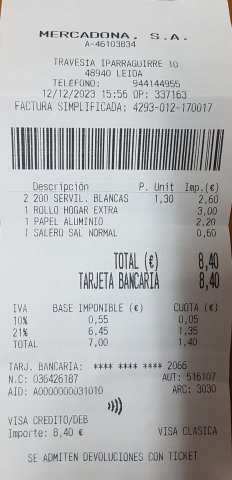 MERCADONA, S.A.
A-46103834
TRAVESIA IPARRAGUIRRE 10
48940 LEIOA
TELÉFONO: 944144955
12/12/2023 15:56 OP: 337163
FACTURA SIMPLIFICADA: 4293-012-170017
Descripción P. Unit Imp.(€)
2 200 SERVIL. BLANCAS 1,30 2,60
1 ROLLO HOGAR EXTRA 3,00
1 PAPEL ALUMINIO 2,20
1 SALERO SAL NORMAL 0,60
TOTAL (€) 8,40
TARJETA BANCARIA 8,40
IVA BASE IMPONIBLE (€) CUOTA (€)
10% 0,55 0,05
21% 6,45 1,35
TOTAL 7,00 1,40
TARJ. BANCARIA: **** **** **** 2066
N.C: 036426187 AUT: 516107
AID: A0000000031010 ARC: 3030
VISA CREDITO/DEB VISA CLASICA
Importe: 8,40 €
SE ADMITEN DEVOLUCIONES CON TICKET